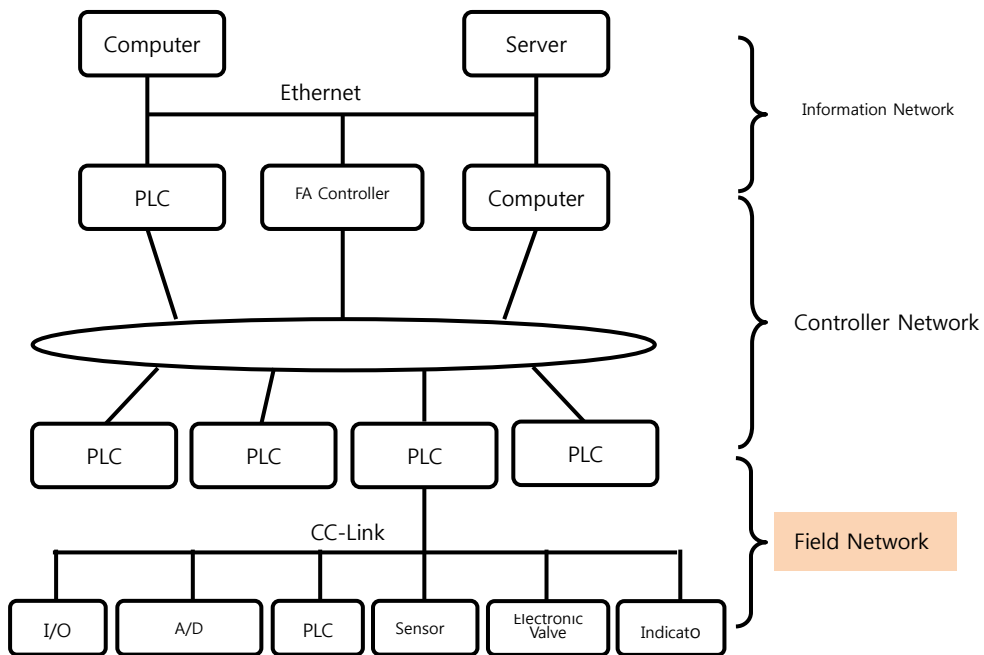 Computer
Server
Ethernet
Information Network
PLC
FA Controller
Computer
Controller Network
PLC
PLC
PLC
PLC
CC-Link
Field Network
I/O
A/D
PLC
Sensor
Electronic
Valve
Indicato